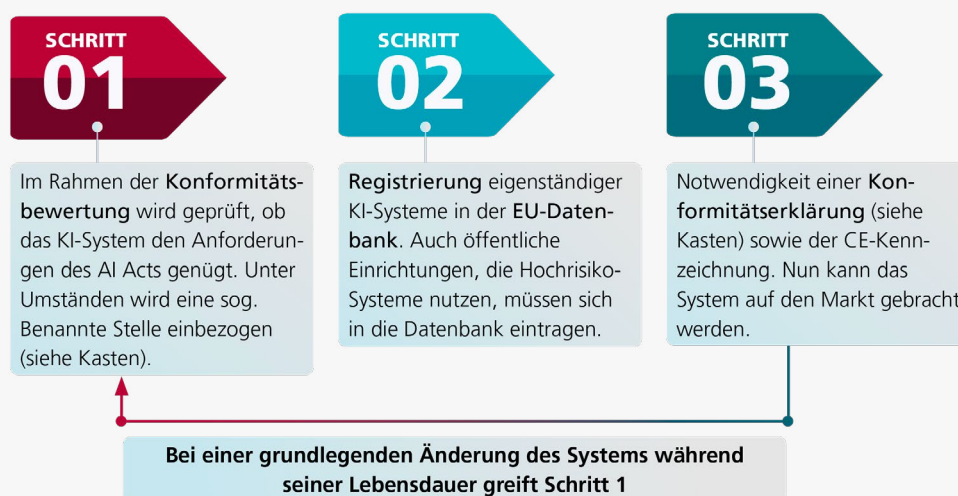 SCHRITT
01
Im Rahmen der Konformitäts-
bewertung wird geprüft, ob
das KI-System den Anforderun-
gen des AI Acts genügt. Unter
Umständen wird eine sog.
Benannte Stelle einbezogen
(siehe Kasten).
SCHRITT
02
Registrierung eigenständiger
KI-Systeme in der EU-Daten-
bank. Auch öffentliche
Einrichtungen, die Hochrisiko-
Systeme nutzen, müssen sich
in die Datenbank eintragen.
SCHRITT
03
Notwendigkeit einer Kon-
formitätserklärung (siehe
Kasten) sowie der CE-Kenn-
zeichnung. Nun kann das
System auf den Markt gebracht
werden.
Bei einer grundlegenden Änderung des Systems während
seiner Lebensdauer greift Schritt 1